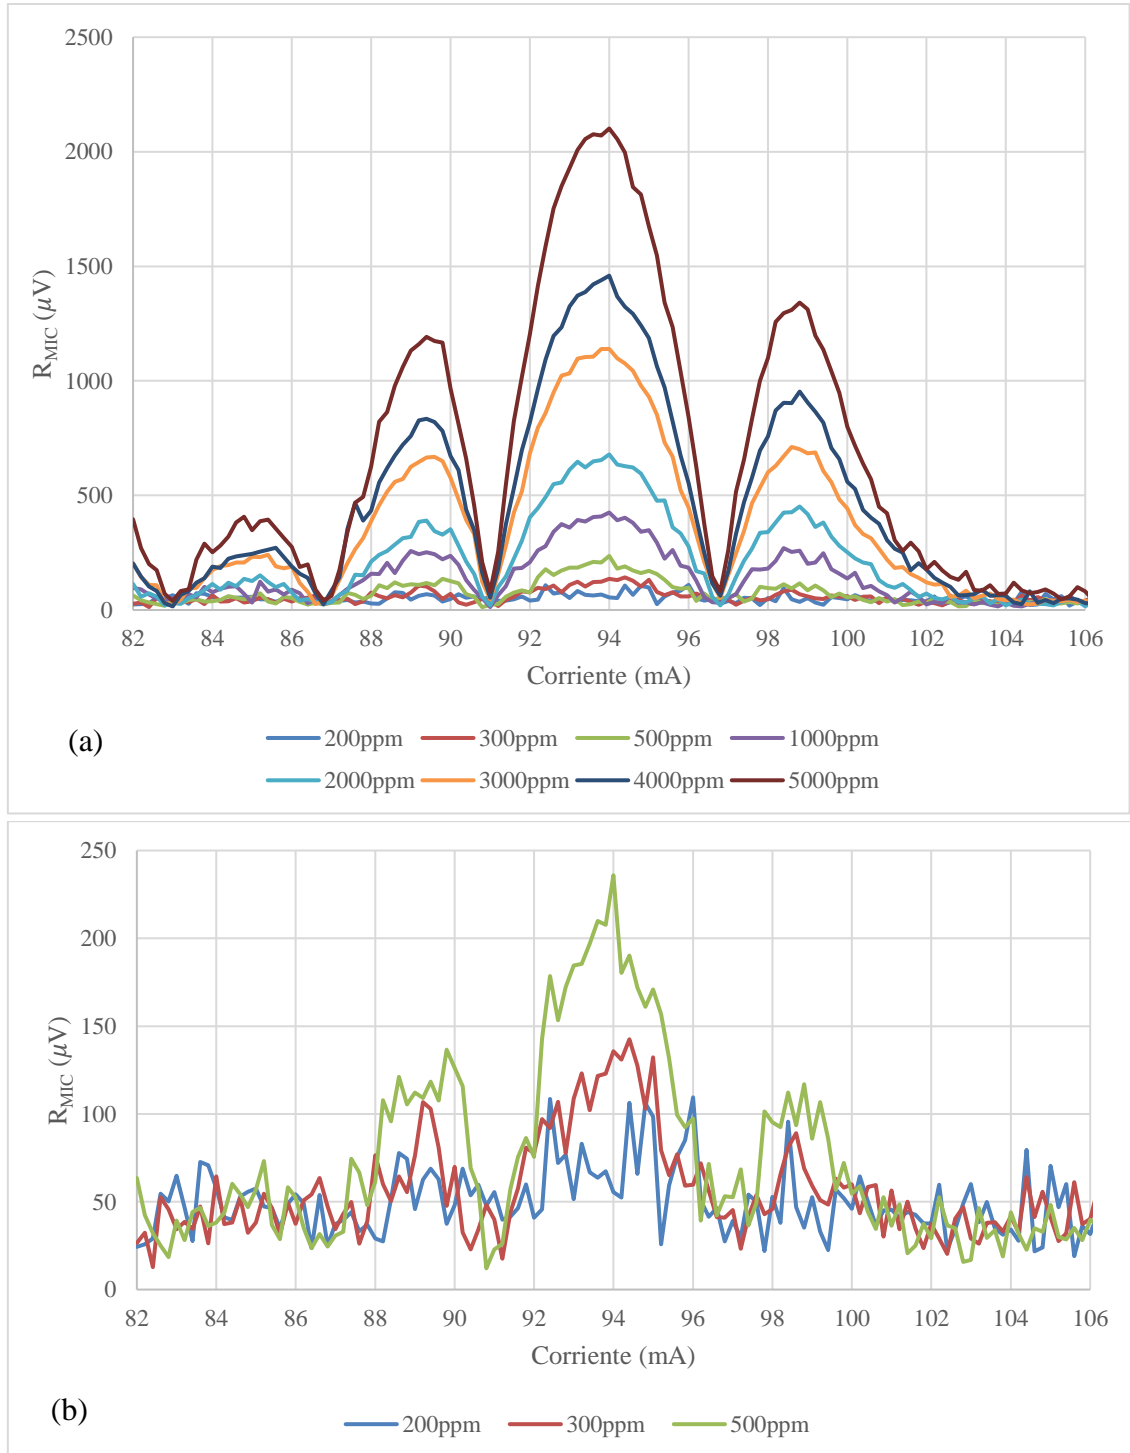 2500
2000
1500
1000
500
0
R_MIC (μV)
82 84 86 88 90 92 94 96 98 100 102 104 106
Corriente (mA)
(a)
200ppm 300ppm 500ppm 1000ppm
2000ppm 3000ppm 4000ppm 5000ppm
250
200
150
100
50
0
R_MIC (μV)
82 84 86 88 90 92 94 96 98 100 102 104 106
Corriente (mA)
(b)
200ppm 300ppm 500ppm